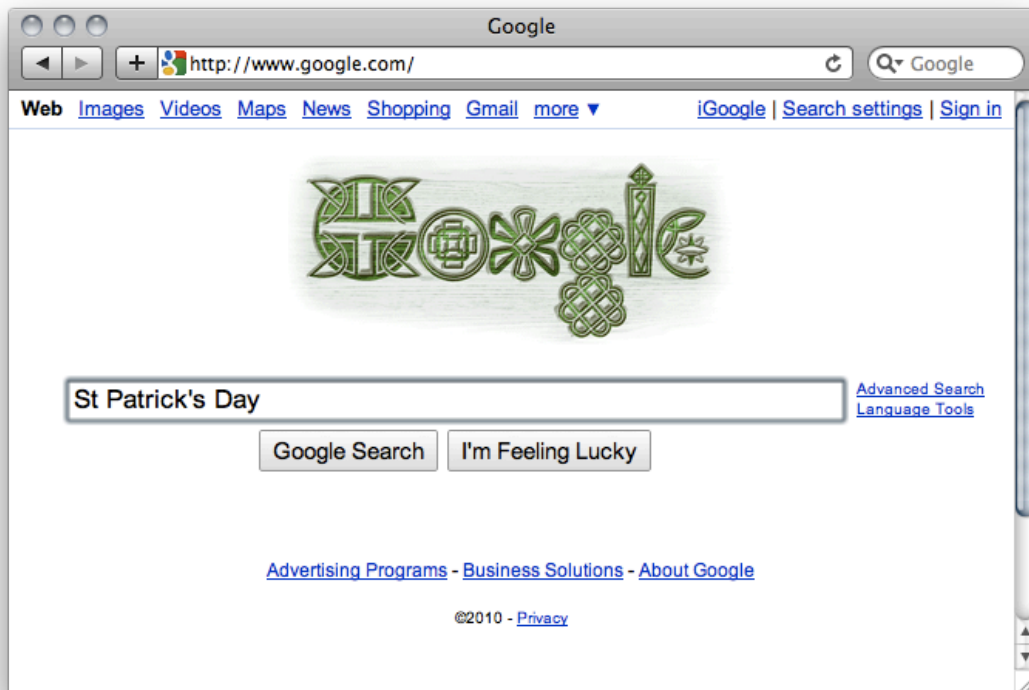 Google
http://www.google.com/ Google
Web Images Videos Maps News Shopping Gmail more ▼ iGoogle | Search settings | Sign in
Google
St Patrick's Day
Advanced Search
Language Tools
Google Search I'm Feeling Lucky
Advertising Programs - Business Solutions - About Google
©2010 - Privacy